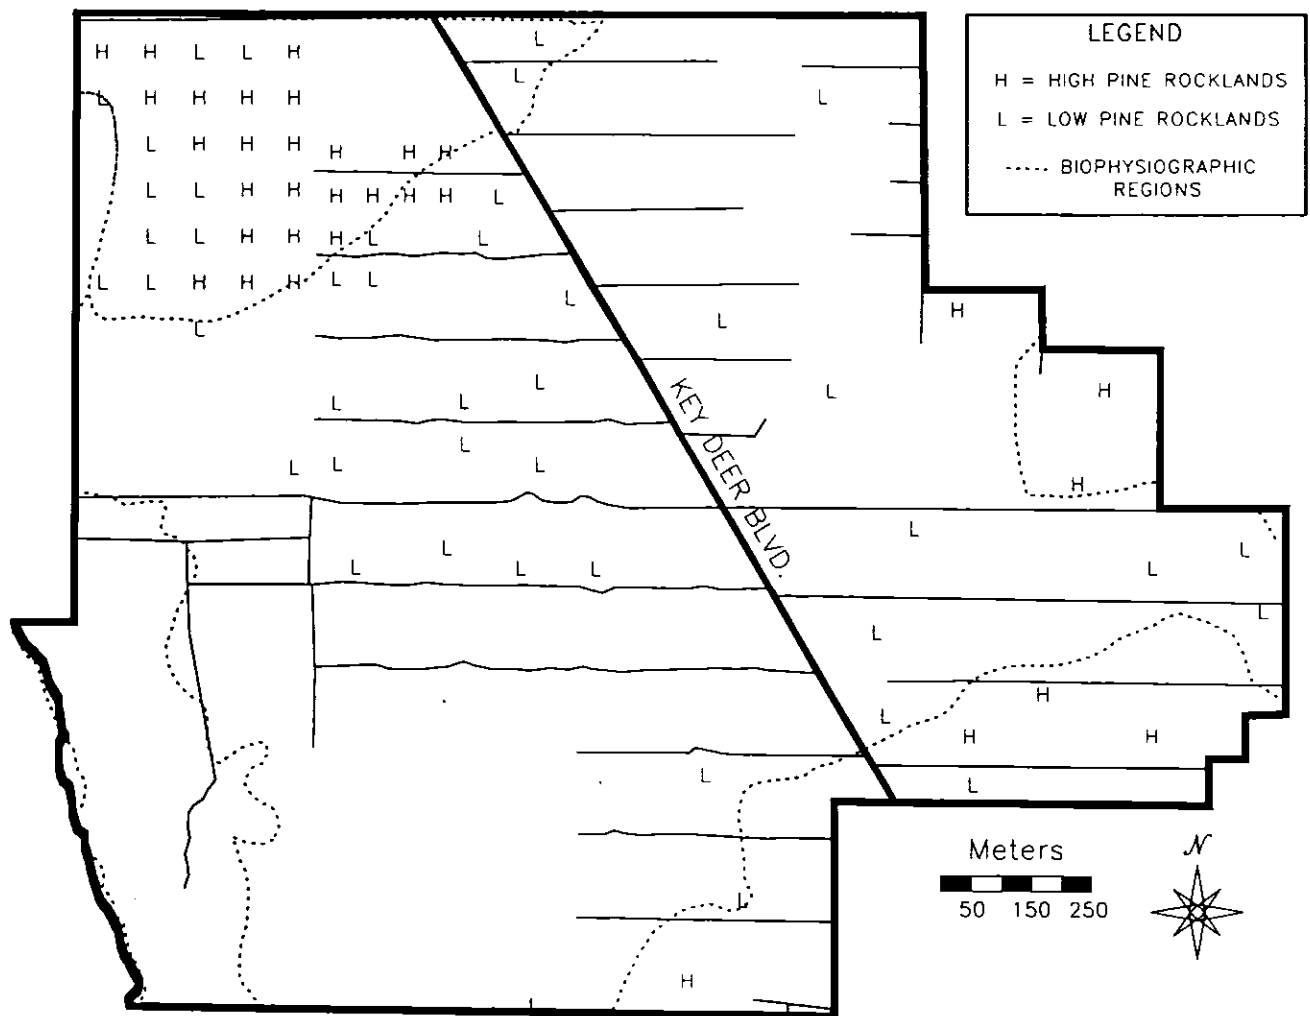 LEGEND
H = HIGH PINE ROCKLANDS
L = LOW PINE ROCKLANDS
BIOPHYSIOGRAPHIC
REGIONS
L
H H L L H
L
L H H H H
L
L H H H
H H H
L L H H
H H H H L
L L H H
H L L
L L H H H
L L
L
H
L
L
L
H
L
L L
L
L L L
H
KEY DEER BLVD.
L
L
L L L
L
L
L
L
L
H
L
H H
L
L
Meters
50 150 250
N
L
H
L
L